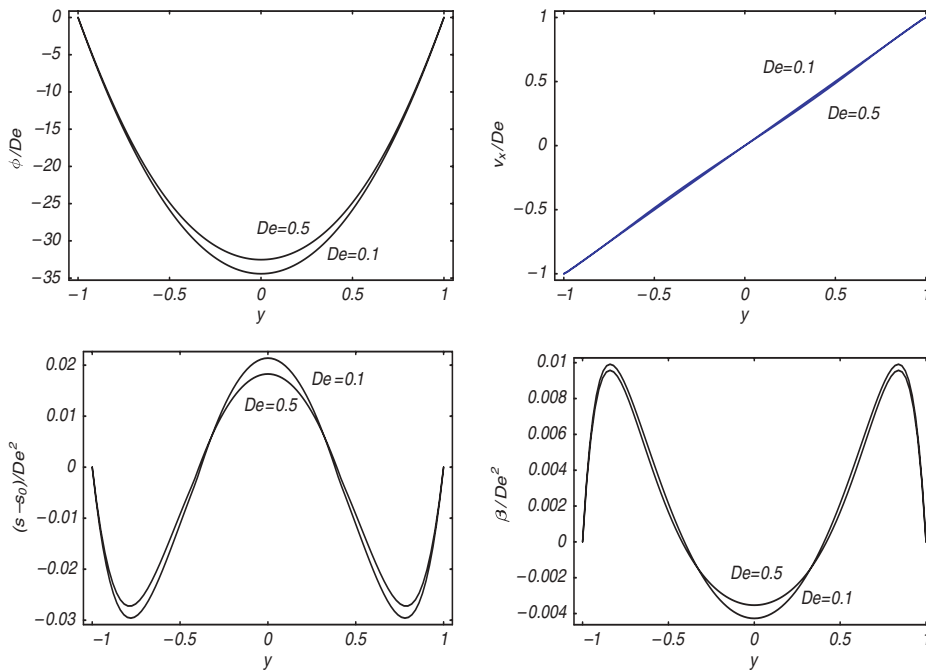 0
−5
−10
−15
−20
−25
−30
−35
ϕ/De
De=0.5
De=0.1
−1 −0.5 0 0.5 1
y
1
0.5
0
−0.5
−1
v_x/De
De=0.1
De=0.5
−1 −0.5 0 0.5 1
y
0.02
0.01
0
−0.01
−0.02
−0.03
(s−s_0)/De^2
De=0.1
De=0.5
−1 −0.5 0 0.5 1
y
0.01
0.008
0.006
0.004
0.002
0
−0.002
−0.004
β/De^2
De=0.5
De=0.1
−1 −0.5 0 0.5 1
y